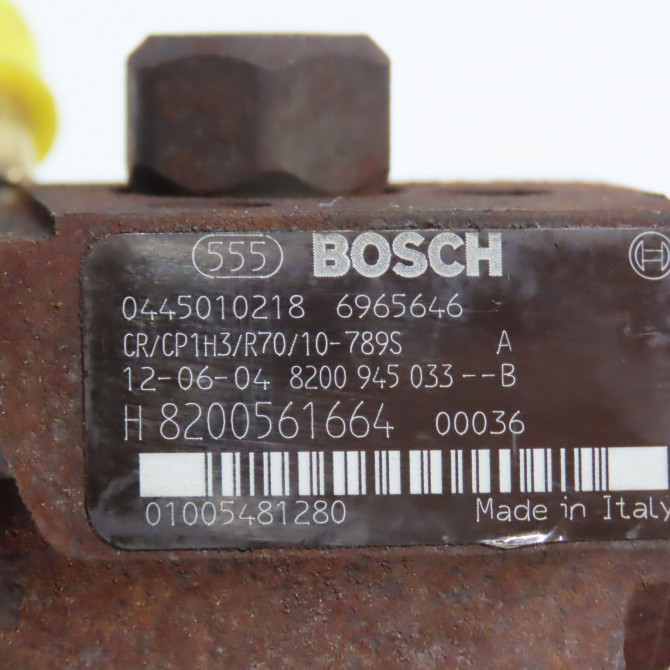 555 BOSCH
0445010218 6965646
CR/CP1H3/R70/10-789S A
12-06-04 8200 945 033--B
H 8200561664 00036
01005481280 Made in Italy